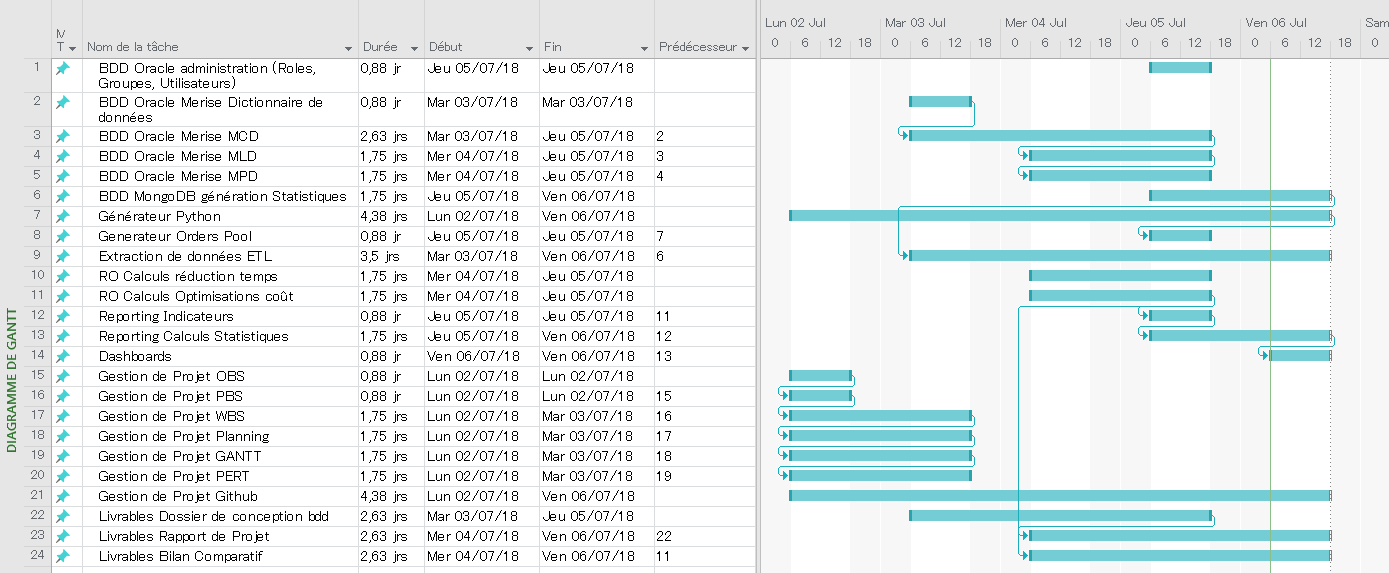 DIAGRAMME DE GANTT
M
T Nom de la tâche Durée Début Fin Prédécesseur
Lun 02 Jul Mar 03 Jul Mer 04 Jul Jeu 05 Jul Ven 06 Jul Sam
0 6 12 18 0 6 12 18 0 6 12 18 0 6 12 18 0 6 12 18 0
1 BDD Oracle administration (Roles, 0,88 jr Jeu 05/07/18 Jeu 05/07/18
Groupes, Utilisateurs)
2 BDD Oracle Merise Dictionnaire de 0,88 jr Mar 03/07/18 Mar 03/07/18
données
3 BDD Oracle Merise MCD 2,63 jrs Mar 03/07/18 Jeu 05/07/18 2
4 BDD Oracle Merise MLD 1,75 jrs Mer 04/07/18 Jeu 05/07/18 3
5 BDD Oracle Merise MPD 1,75 jrs Mer 04/07/18 Jeu 05/07/18 4
6 BDD MongoDB génération Statistiques 1,75 jrs Jeu 05/07/18 Ven 06/07/18
7 Générateur Python 4,38 jrs Lun 02/07/18 Ven 06/07/18
8 Generateur Orders Pool 0,88 jr Jeu 05/07/18 Jeu 05/07/18 7
9 Extraction de données ETL 3,5 jrs Mar 03/07/18 Ven 06/07/18 6
10 RO Calculs réduction temps 1,75 jrs Mer 04/07/18 Jeu 05/07/18
11 RO Calculs Optimisations coût 1,75 jrs Mer 04/07/18 Jeu 05/07/18
12 Reporting Indicateurs 0,88 jr Jeu 05/07/18 Jeu 05/07/18 11
13 Reporting Calculs Statistiques 1,75 jrs Jeu 05/07/18 Ven 06/07/18 12
14 Dashboards 0,88 jr Ven 06/07/18 Ven 06/07/18 13
15 Gestion de Projet OBS 0,88 jr Lun 02/07/18 Lun 02/07/18
16 Gestion de Projet PBS 0,88 jr Lun 02/07/18 Lun 02/07/18 15
17 Gestion de Projet WBS 1,75 jrs Lun 02/07/18 Mar 03/07/18 16
18 Gestion de Projet Planning 1,75 jrs Lun 02/07/18 Mar 03/07/18 17
19 Gestion de Projet GANTT 1,75 jrs Lun 02/07/18 Mar 03/07/18 18
20 Gestion de Projet PERT 1,75 jrs Lun 02/07/18 Mar 03/07/18 19
21 Gestion de Projet Github 4,38 jrs Lun 02/07/18 Ven 06/07/18
22 Livrables Dossier de conception bdd 2,63 jrs Mar 03/07/18 Jeu 05/07/18
23 Livrables Rapport de Projet 2,63 jrs Mer 04/07/18 Ven 06/07/18 22
24 Livrables Bilan Comparatif 2,63 jrs Mer 04/07/18 Ven 06/07/18 11